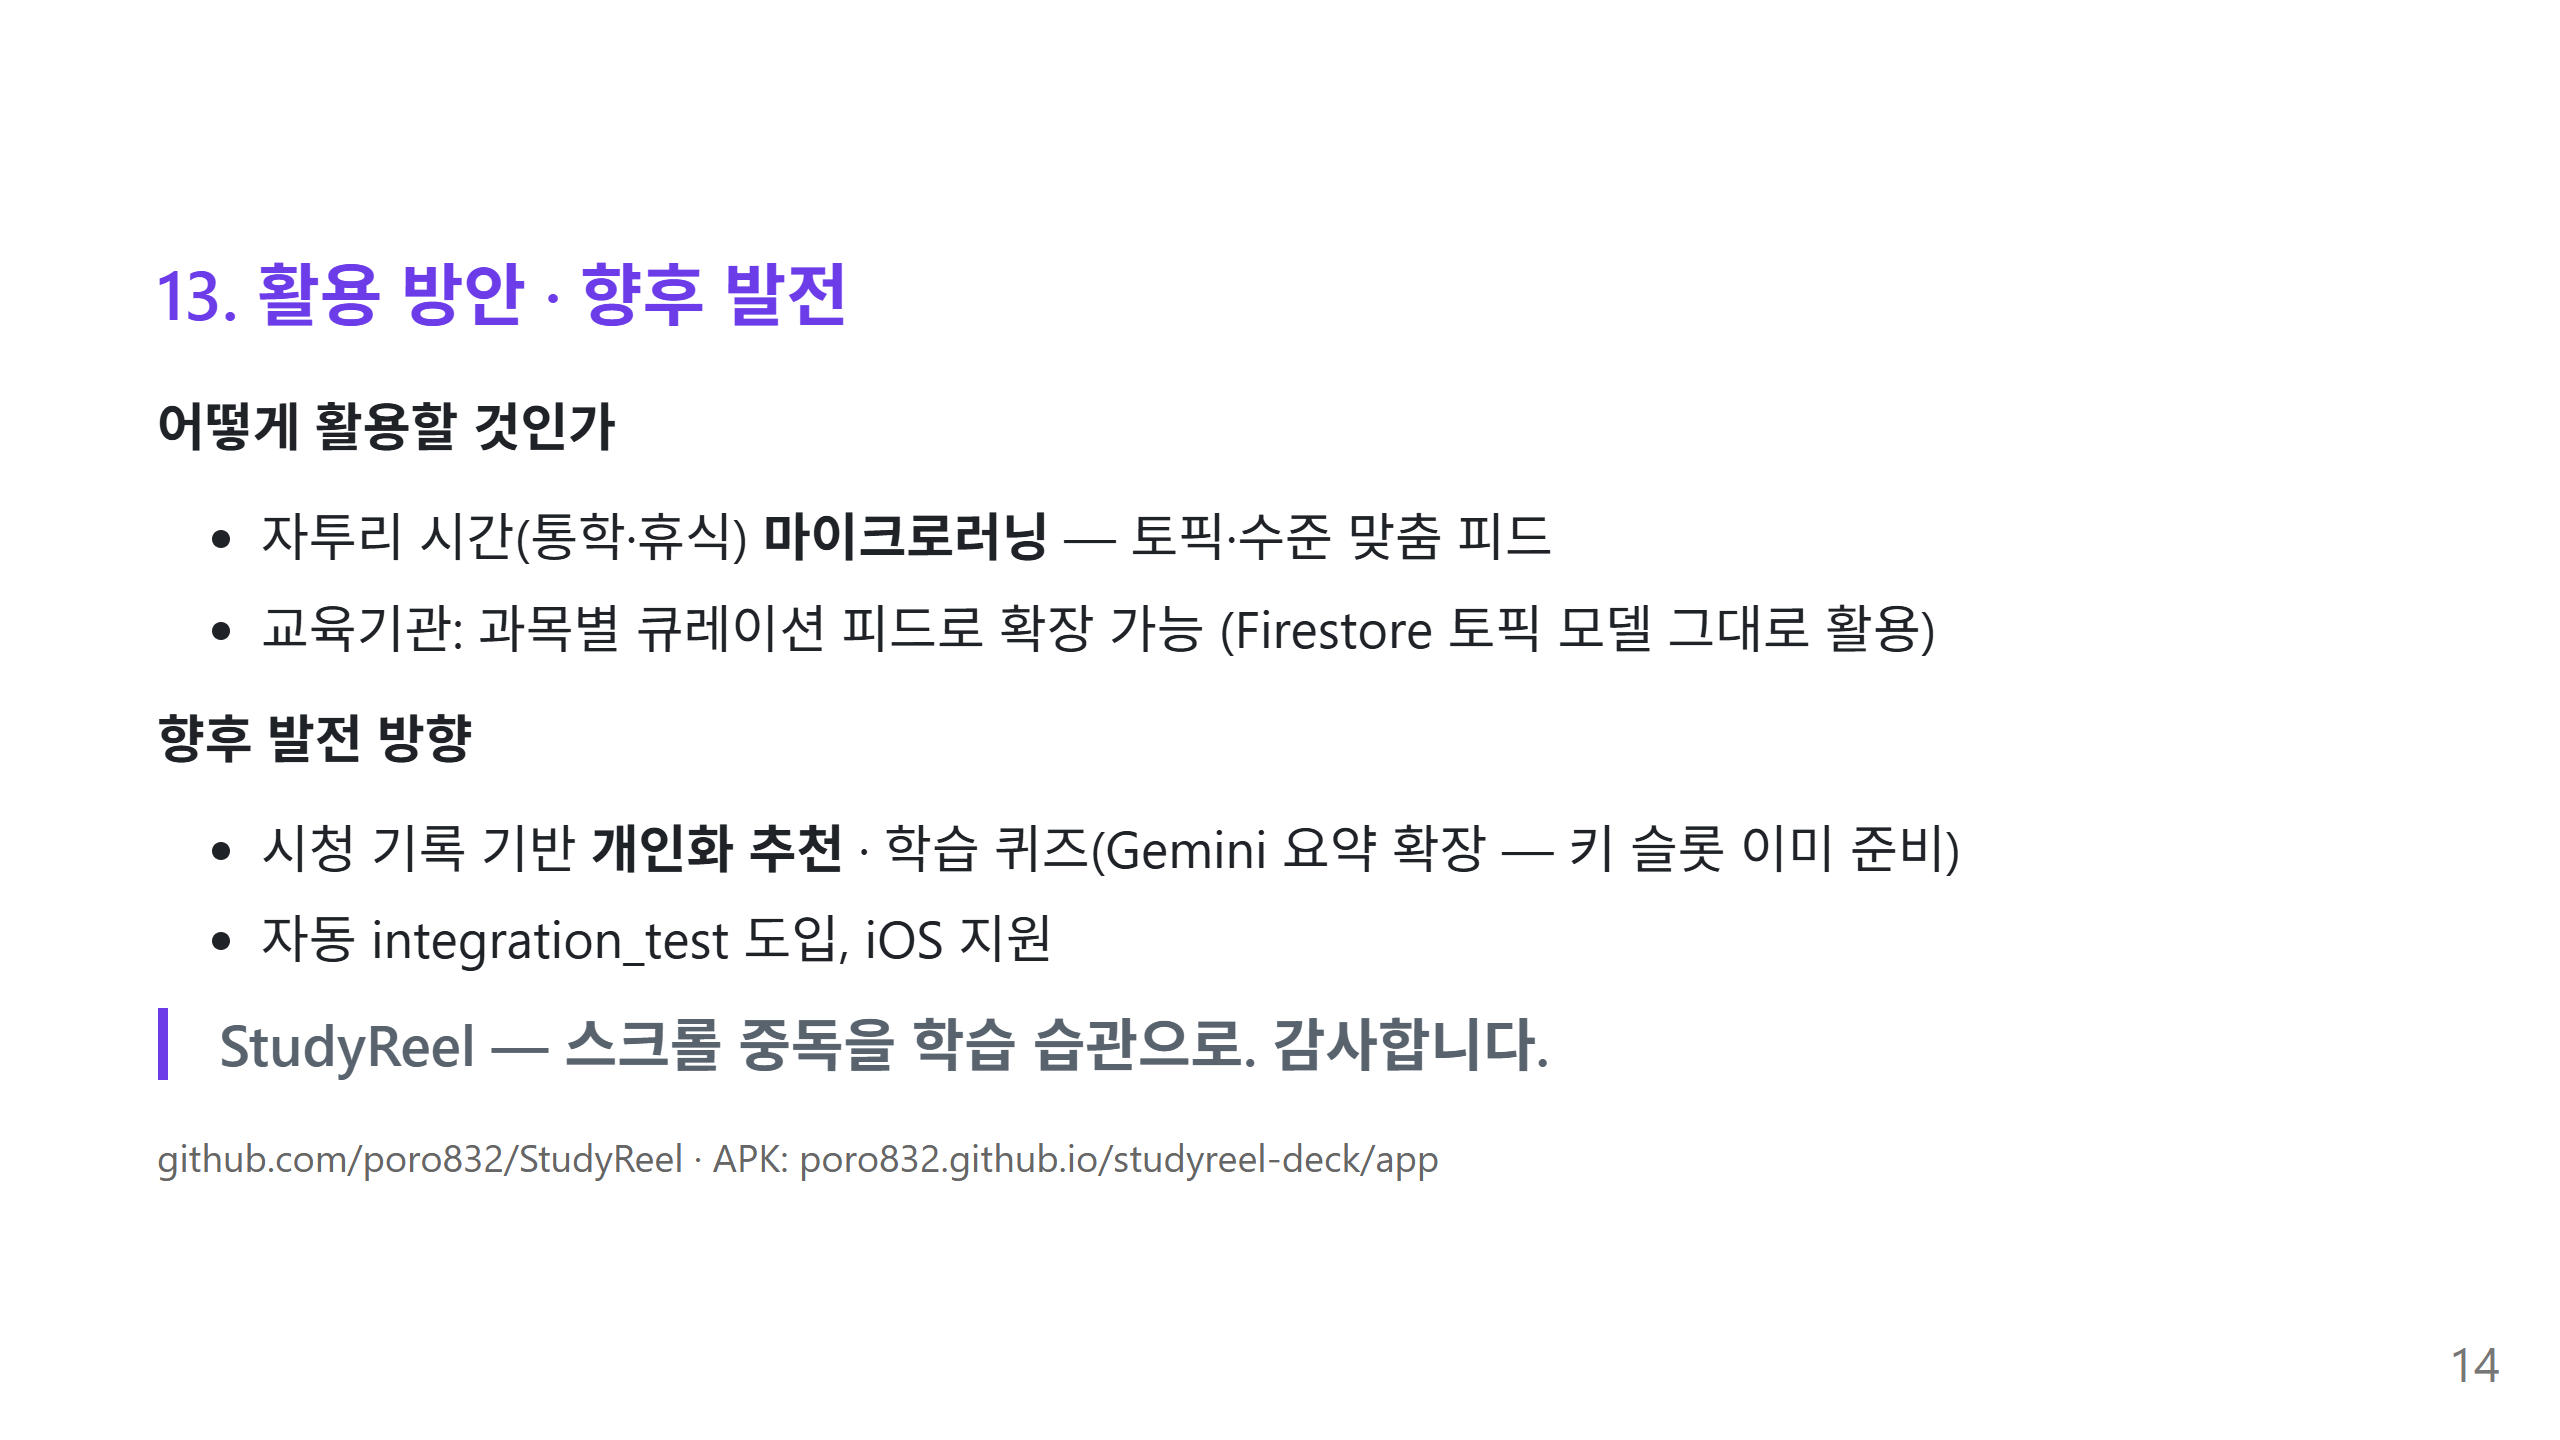 13. 활용 방안 · 향후 발전
어떻게 활용할 것인가
• 자투리 시간(통학·휴식) 마이크로러닝 — 토픽·수준 맞춤 피드
• 교육기관: 과목별 큐레이션 피드로 확장 가능 (Firestore 토픽 모델 그대로 활용)
향후 발전 방향
• 시청 기록 기반 개인화 추천 · 학습 퀴즈(Gemini 요약 확장 — 키 슬롯 이미 준비)
• 자동 integration_test 도입, iOS 지원
StudyReel — 스크롤 중독을 학습 습관으로. 감사합니다.
github.com/poro832/StudyReel · APK: poro832.github.io/studyreel-deck/app
14